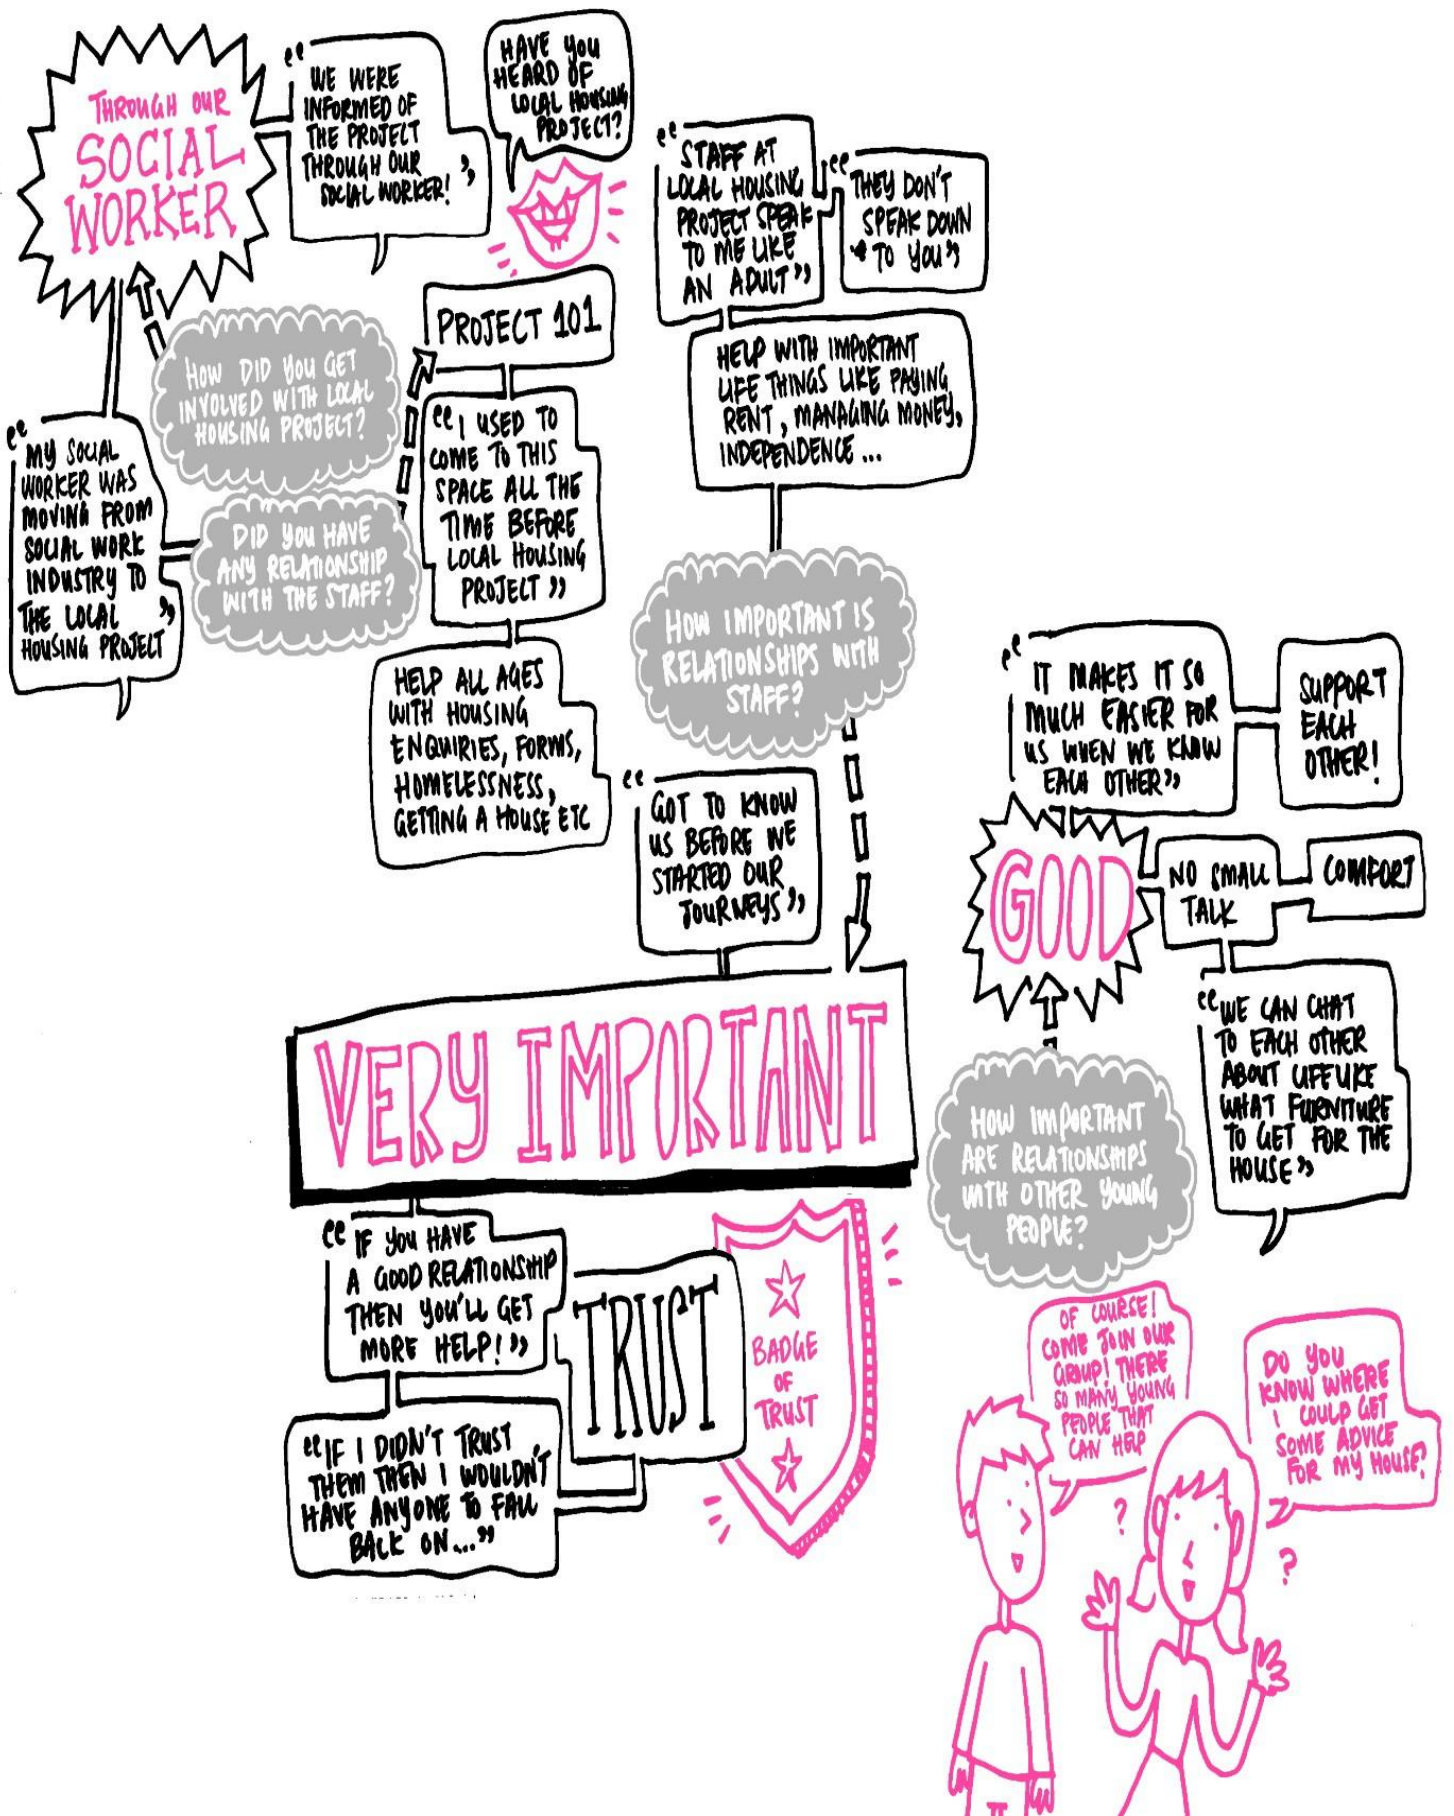 THROUGH OUR
SOCIAL
WORKER
“WE WERE
INFORMED OF
THE PROJECT
THROUGH OUR
SOCIAL WORKER!”
HAVE YOU
HEARD OF
LOCAL HOUSING
PROJECT?
HOW DID YOU GET
INVOLVED WITH LOCAL
HOUSING PROJECT?
“MY SOCIAL
WORKER WAS
MOVING FROM
SOCIAL WORK
INDUSTRY TO
THE LOCAL
HOUSING PROJECT”
DID YOU HAVE
ANY RELATIONSHIP
WITH THE STAFF?
PROJECT 101
“I USED TO
COME TO THIS
SPACE ALL THE
TIME BEFORE
LOCAL HOUSING
PROJECT”
HELP ALL AGES
WITH HOUSING
ENQUIRIES, FORMS,
HOMELESSNESS,
GETTING A HOUSE ETC
“STAFF AT
LOCAL HOUSING
PROJECT SPEAK
TO ME LIKE
AN ADULT”
“THEY DON'T
SPEAK DOWN
TO YOU”
HELP WITH IMPORTANT
LIFE THINGS LIKE PAYING
RENT, MANAGING MONEY,
INDEPENDENCE...
HOW IMPORTANT IS
RELATIONSHIPS WITH
STAFF?
“GOT TO KNOW
US BEFORE WE
STARTED OUR
JOURNEYS”
VERY IMPORTANT
“IF YOU HAVE
A GOOD RELATIONSHIP
THEN YOU'LL GET
MORE HELP!”
TRUST
BADGE
OF
TRUST
“IF I DIDN'T TRUST
THEM THEN I WOULDN'T
HAVE ANYONE TO FALL
BACK ON...”
“IT MAKES IT SO
MUCH EASIER FOR
US WHEN WE KNOW
EACH OTHER”
SUPPORT
EACH
OTHER!
GOOD
NO SMALL
TALK
COMFORT
“WE CAN CHAT
TO EACH OTHER
ABOUT LIFE LIKE
WHAT FURNITURE
TO GET FOR THE
HOUSE”
HOW IMPORTANT
ARE RELATIONSHIPS
WITH OTHER YOUNG
PEOPLE?
OF COURSE!
COME JOIN OUR
GROUP! THERE
SO MANY YOUNG
PEOPLE THAT
CAN HELP
DO YOU
KNOW WHERE
I COULD GET
SOME ADVICE
FOR MY HOUSE?
?
?